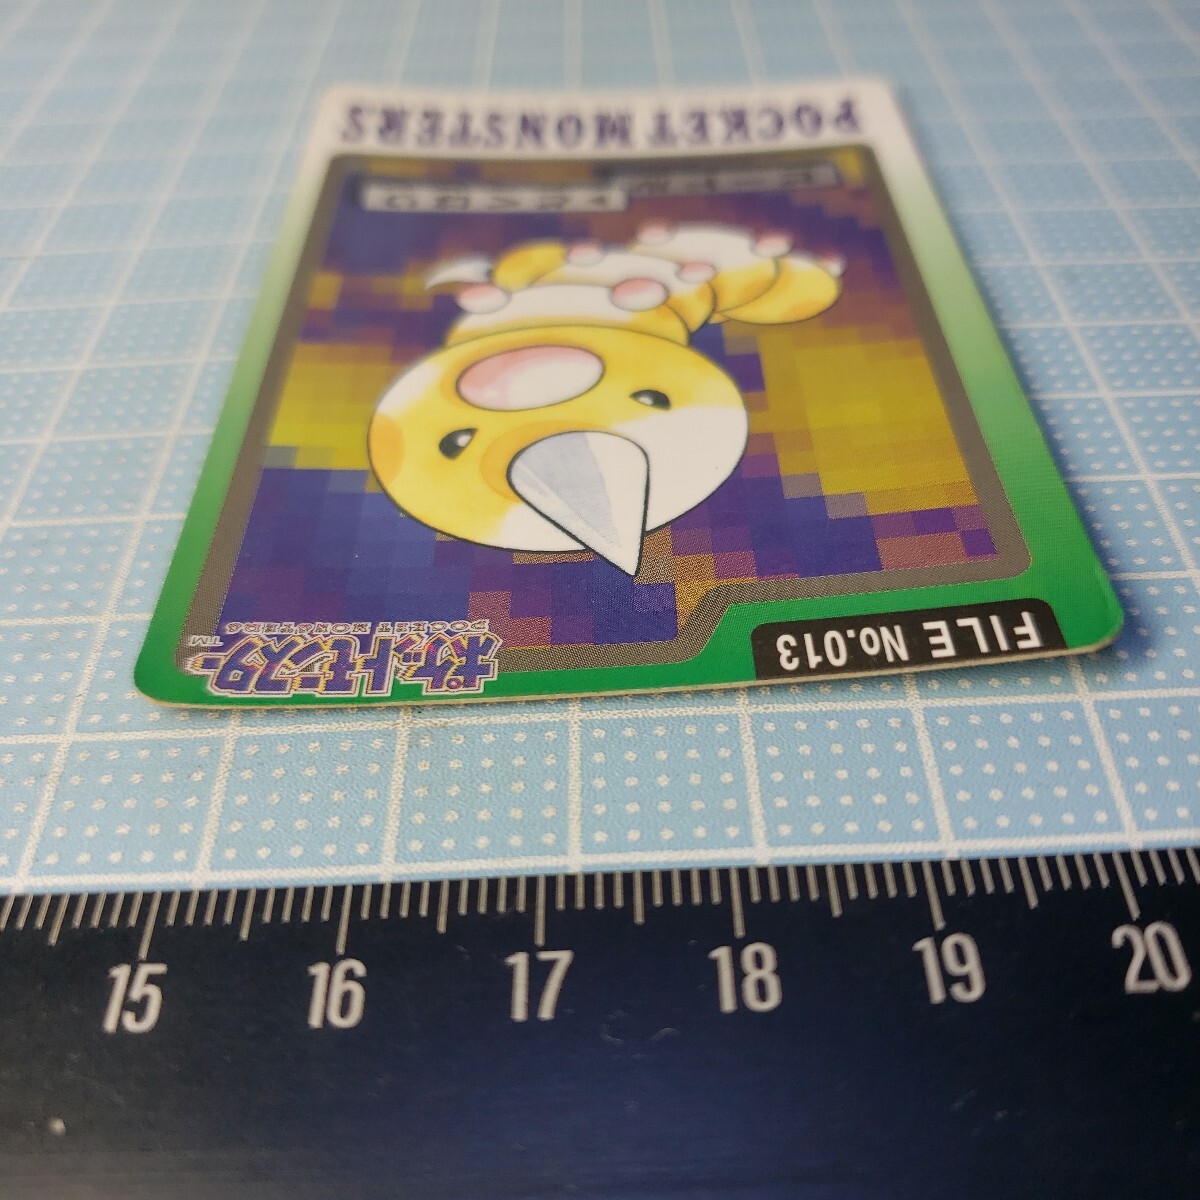 FILE No.013
ポケットモンスター
POCKET MONSTERS
TM
POCKET MONSTERS
15 16 17 18 19 20